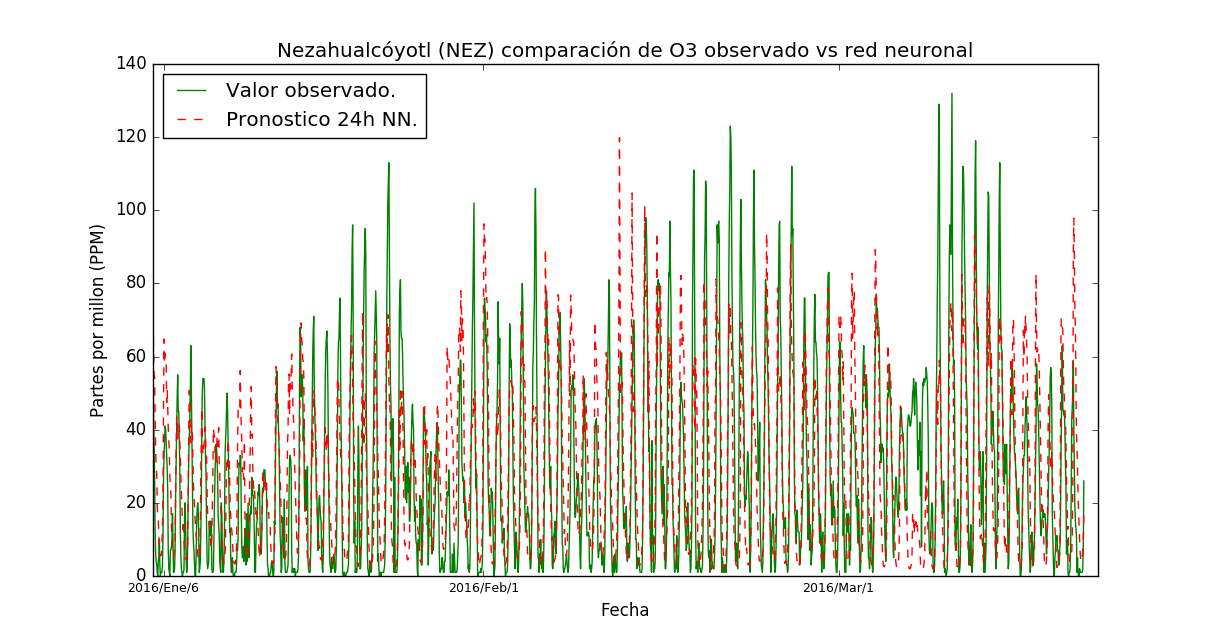 Nezahualcóyotl (NEZ) comparación de O3 observado vs red neuronal
Valor observado.
Pronostico 24h NN.
Partes por millon (PPM)
140
120
100
80
60
40
20
0
2016/Ene/6
2016/Feb/1
2016/Mar/1
Fecha